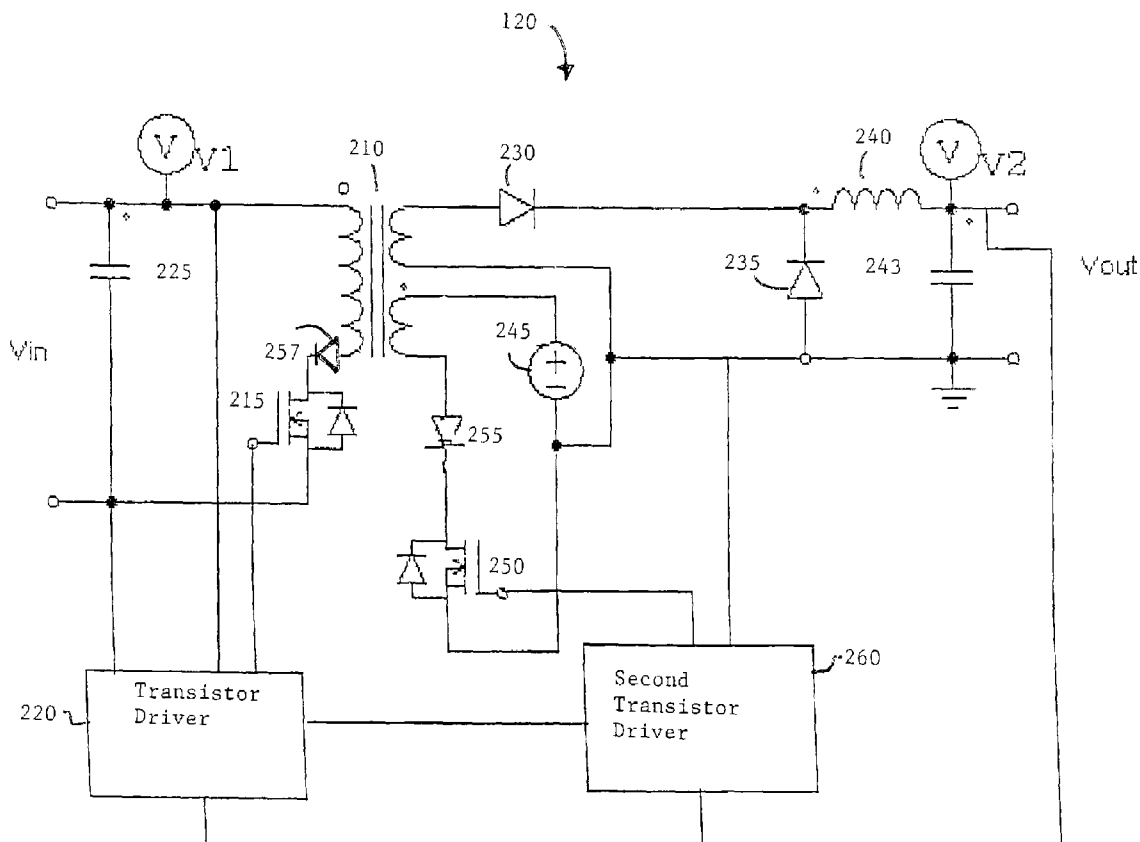 120
V
V1
210
230
240
V
V2
225
235
243
Vout
Vin
257
245
215
255
250
260
220
Transistor
Driver
Second
Transistor
Driver